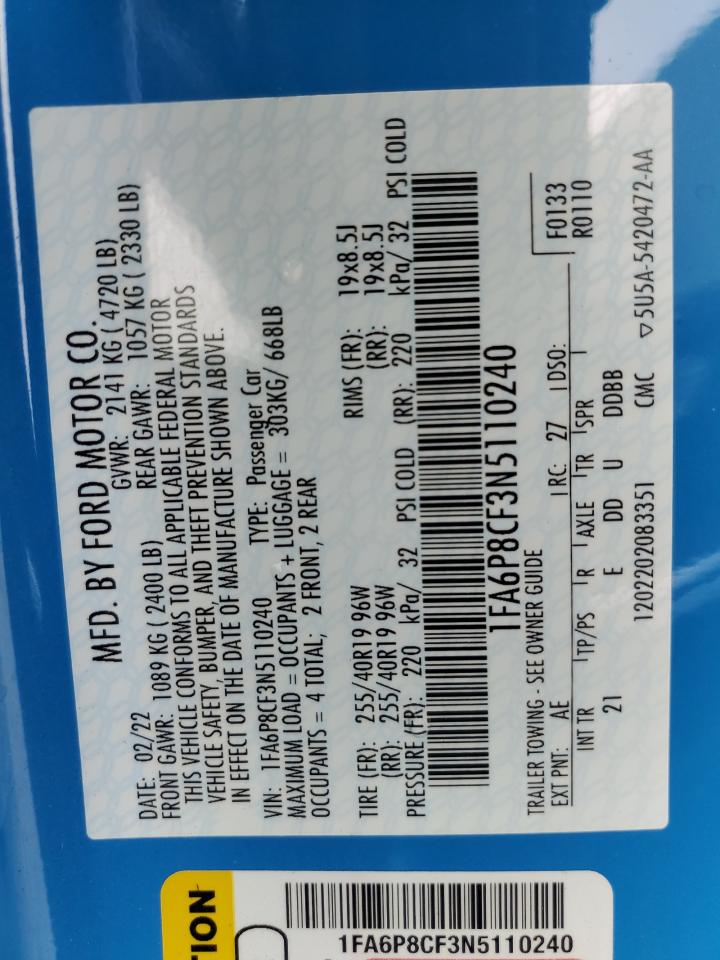 MFD. BY FORD MOTOR CO.
DATE: 02/22 GVWR: 2141 KG ( 4720 LB)
FRONT GAWR: 1089 KG ( 2400 LB) REAR GAWR: 1057 KG ( 2330 LB)
THIS VEHICLE CONFORMS TO ALL APPLICABLE FEDERAL MOTOR
VEHICLE SAFETY, BUMPER, AND THEFT PREVENTION STANDARDS
IN EFFECT ON THE DATE OF MANUFACTURE SHOWN ABOVE.
VIN: 1FA6P8CF3N5110240 TYPE: Passenger Car
MAXIMUM LOAD = OCCUPANTS + LUGGAGE = 303KG/ 668LB
OCCUPANTS = 4 TOTAL; 2 FRONT, 2 REAR
TIRE (FR): 255/40R19 96W RIMS (FR): 19x8.5J
(RR): 255/40R19 96W (RR): 19x8.5J
PRESSURE (FR): 220 kPa/ 32 PSI COLD (RR): 220 kPa/ 32 PSI COLD
1FA6P8CF3N5110240
TRAILER TOWING - SEE OWNER GUIDE F0133
EXT PNT: AE RC: 27 DSO: R0110
INT TR TP/PS R AXLE TR SPR
21 E DD U DDBB
1202202083351 CMC ▽5U5A-5420472-AA
TION
1FA6P8CF3N5110240